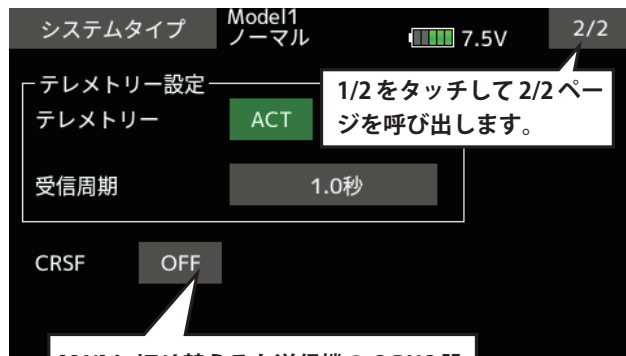 システムタイプ
Model1
ノーマル
7.5V
2/2
テレメトリー設定
1/2 をタッチして 2/2 ペー
ジを呼び出します。
テレメトリー
ACT
受信周期
1.0秒
CRSF
OFF